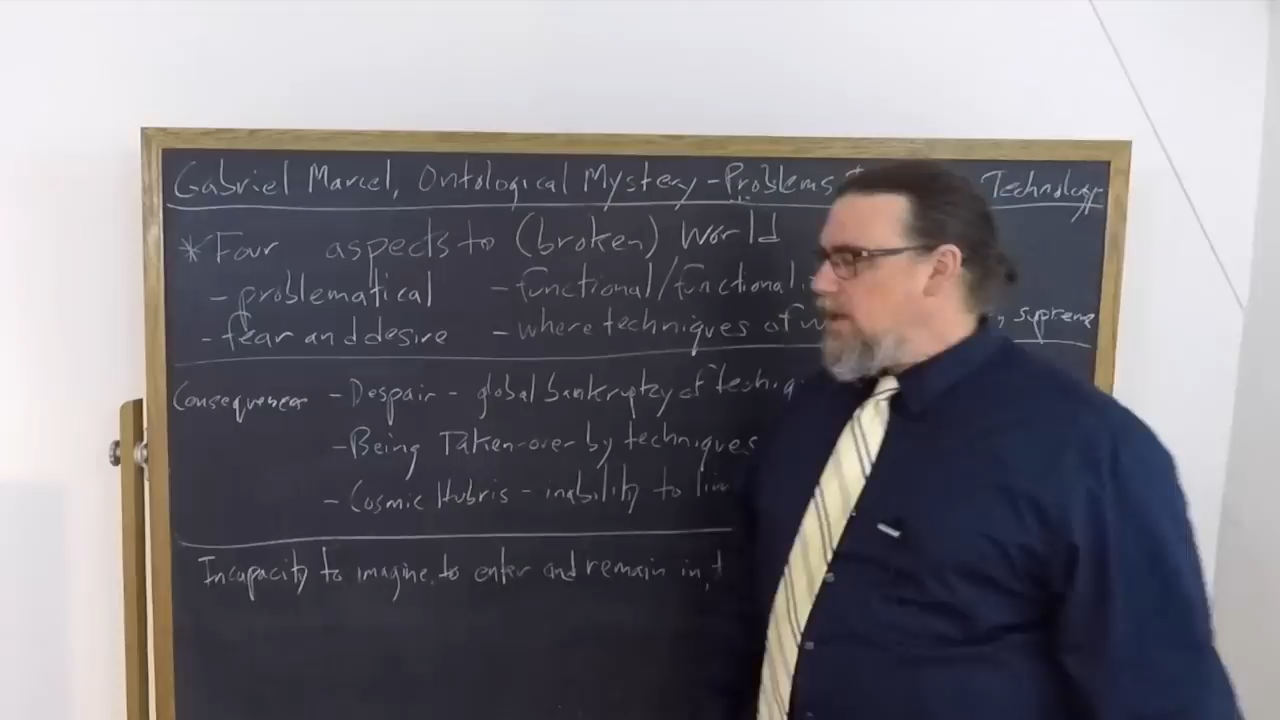 Gabriel Marcel, Ontological Mystery - Problems Technology
* Four aspects to (broken) World
- problematical - functional/functional
- fear and desire - where techniques of supreme
Consequences - Despair - global bankruptcy of techniq
- Being Taken-over by techniques
- Cosmic Hubris - inability to lim
Incapacity to imagine, to enter and remain in, t